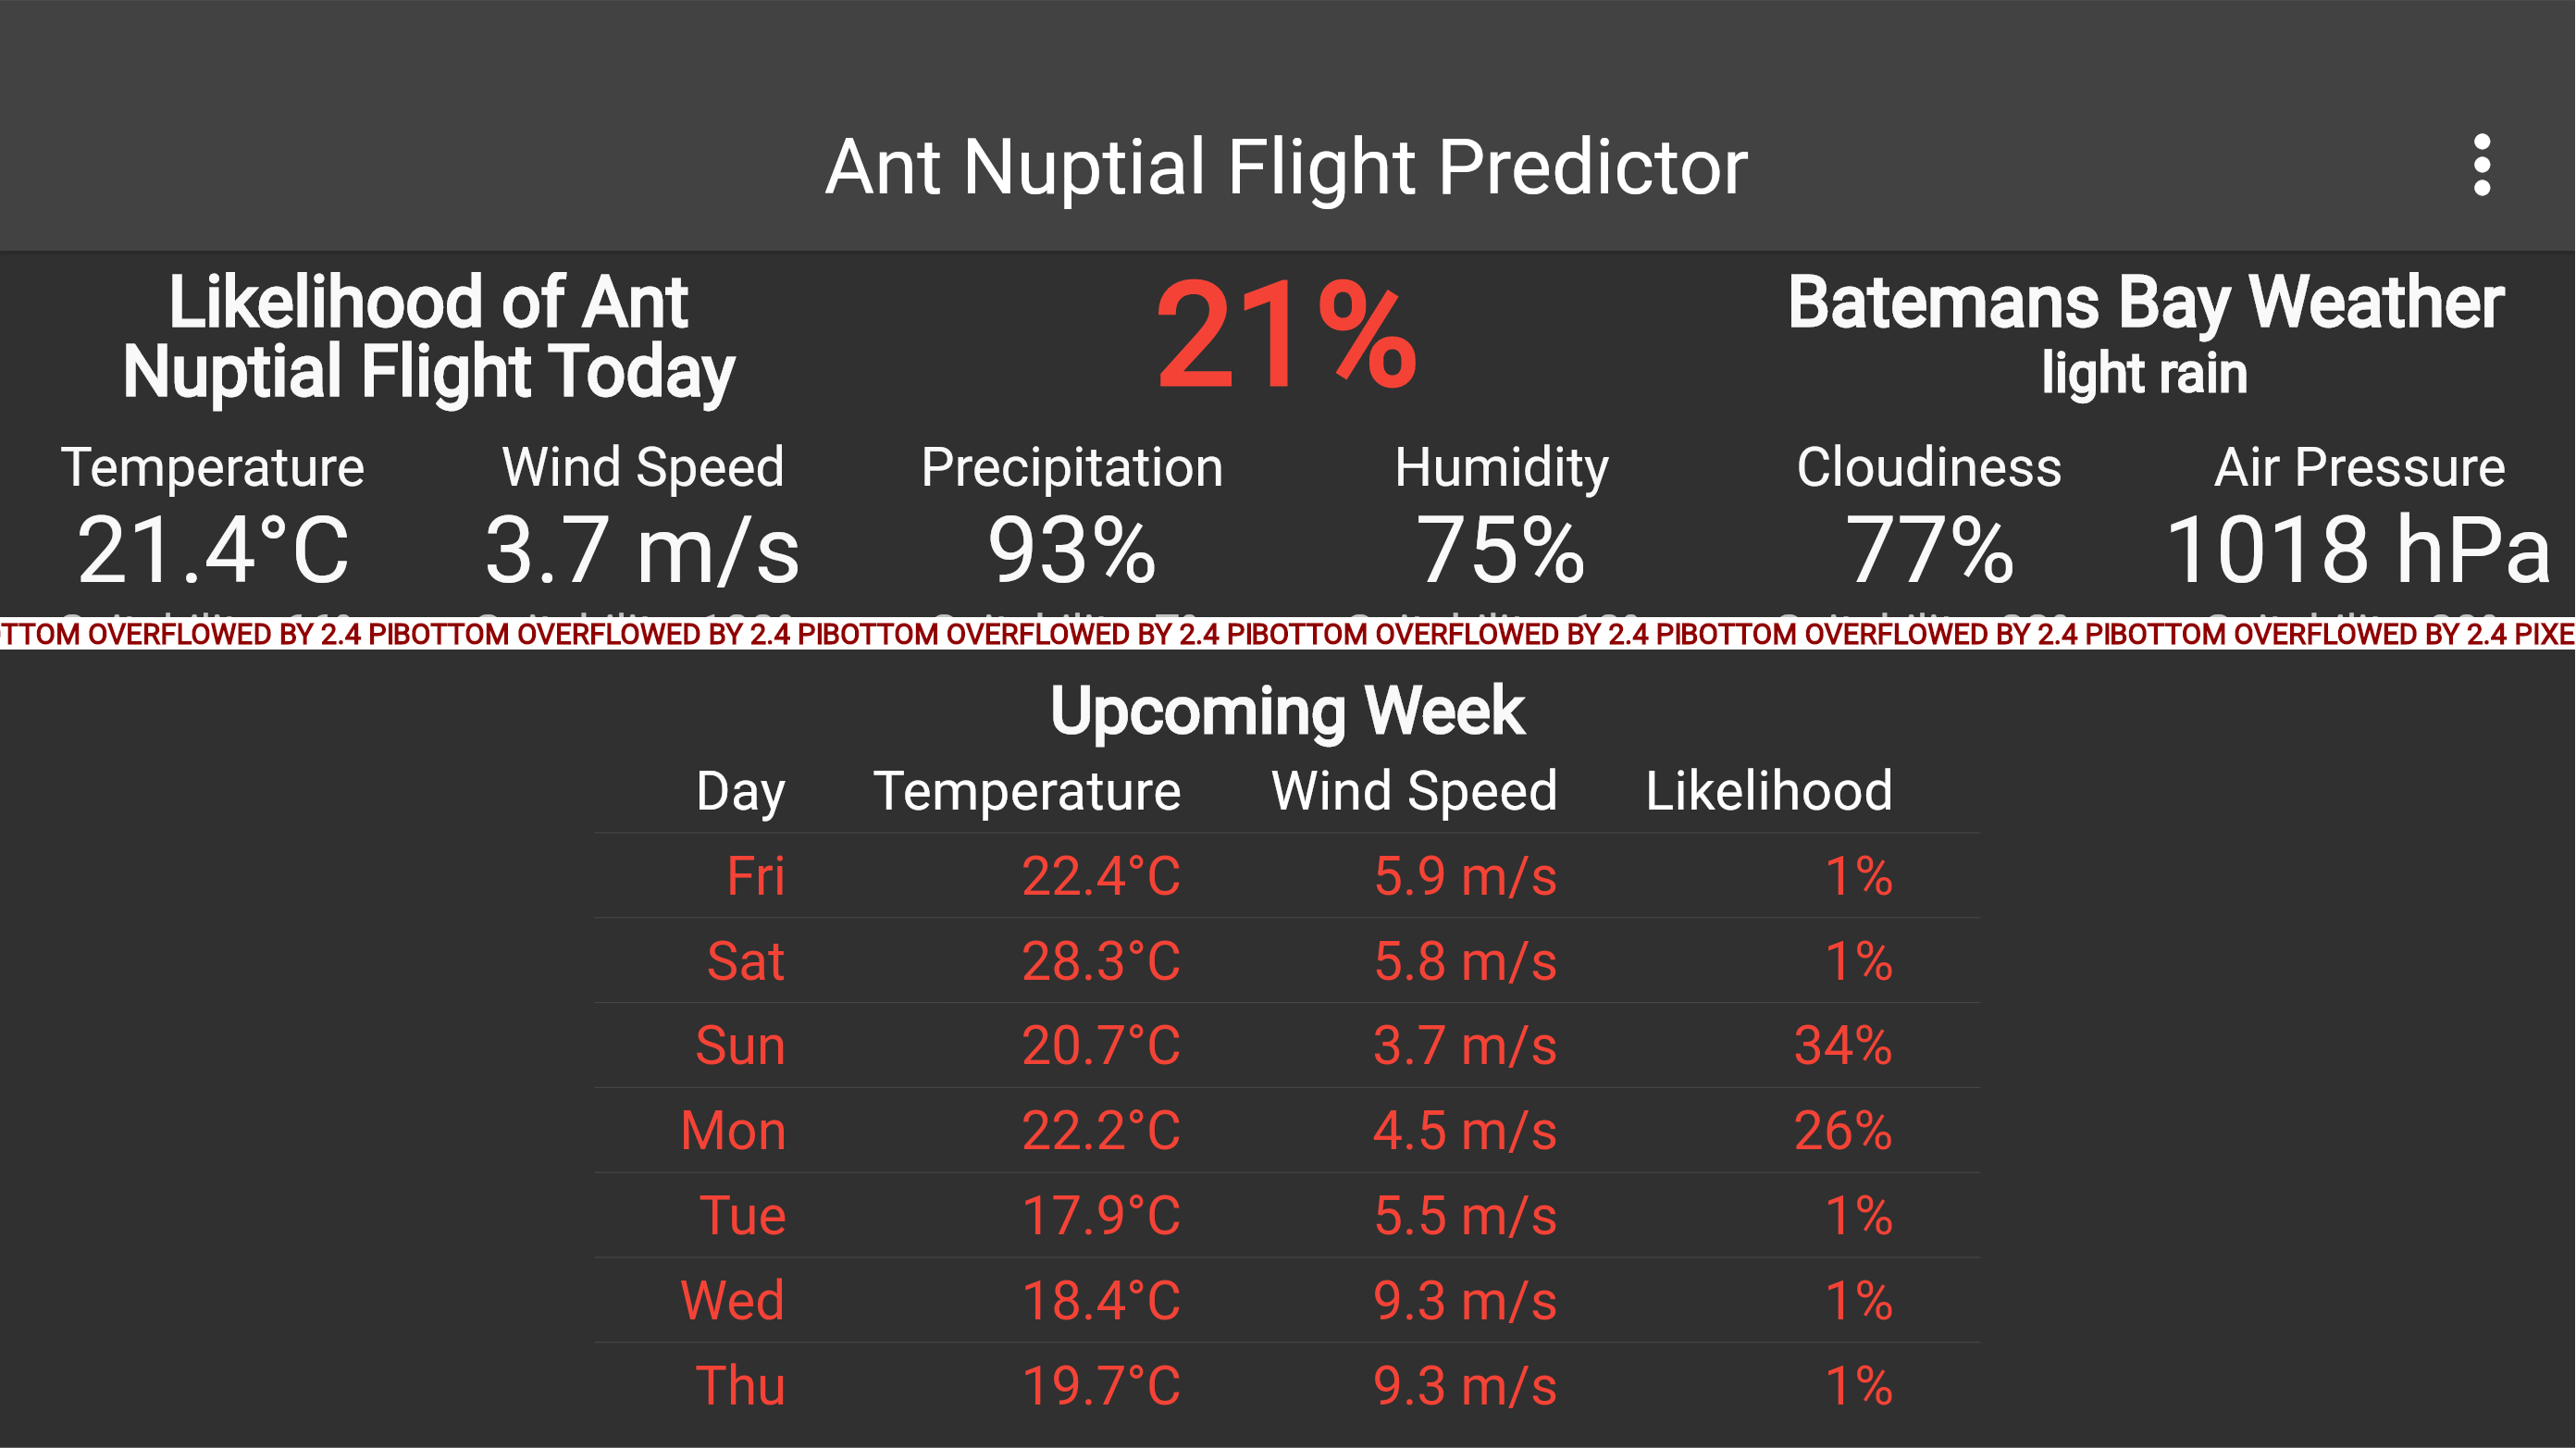 Ant Nuptial Flight Predictor
Likelihood of Ant
Nuptial Flight Today
21%
Batemans Bay Weather
light rain
Temperature Wind Speed Precipitation Humidity Cloudiness Air Pressure
21.4°C 3.7 m/s 93% 75% 77% 1018 hPa
OVERFLOWED BY 2.4 PIBOTTOM OVERFLOWED BY 2.4 PIBOTTOM OVERFLOWED BY 2.4 PIBOTTOM OVERFLOWED BY 2.4 PIBOTTOM OVERFLOWED BY 2.4 PIBOTTOM OVERFLOWED BY 2.4 PIXE
Upcoming Week
Day Temperature Wind Speed Likelihood
Fri 22.4°C 5.9 m/s 1%
Sat 28.3°C 5.8 m/s 1%
Sun 20.7°C 3.7 m/s 34%
Mon 22.2°C 4.5 m/s 26%
Tue 17.9°C 5.5 m/s 1%
Wed 18.4°C 9.3 m/s 1%
Thu 19.7°C 9.3 m/s 1%